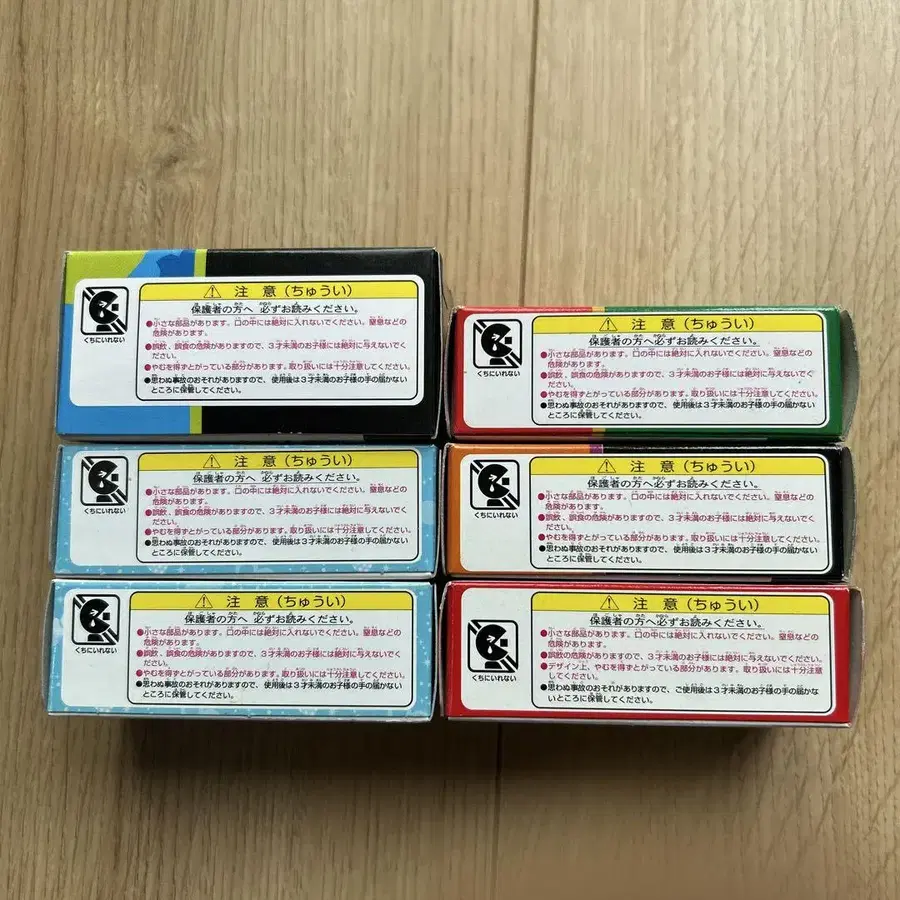 ⚠ 注 意(ちゅうい)
保護者の方へ 必ずお読みください。
くちにいれない
●小さな部品があります。口の中には絶対に入れないでください。窒息などの
危険があります。
●誤飲、誤食の危険がありますので、3才未満のお子様には絶対に与えないでく
ださい。
●やむを得ずとがっている部分があります。取り扱いには十分注意してください。
●思わぬ事故のおそれがありますので、使用後は3才未満のお子様の手の届かない
ところに保管してください。
⚠ 注 意(ちゅうい)
保護者の方へ必ずお読みください。
くちにいれない
●小さな部品があります。口の中には絶対に入れないでください。窒息など
の危険があります。
●誤飲、誤食の危険がありますので、3才未満のお子様には絶対に与えないでく
ださい。
●やむを得ずとがっている部分があります。取り扱いには十分注意してください。
●思わぬ事故のおそれがありますので、使用後は3才未満のお子様の手の届かない
ところに保管してください。
⚠ 注 意(ちゅうい)
保護者の方へ 必ずお読みください。
くちにいれない
●小さな部品があります。口の中には絶対に入れないでください。窒息などの
危険があります。
●誤飲、誤食の危険がありますので、3才未満のお子様には絶対に与えないでく
ださい。
●やむを得ずとがっている部分があります。取り扱いには十分注意してください。
●思わぬ事故のおそれがありますので、使用後は3才未満のお子様の手の届かない
ところに保管してください。
⚠ 注 意(ちゅうい)
保護者の方へ必ずお読みください。
くちにいれない
●小さな部品があります。口の中には絶対に入れないでください。窒息など
の危険があります。
●誤飲、誤食の危険がありますので、3才未満のお子様には絶対に与えないでく
ださい。
●やむを得ずとがっている部分があります。取り扱いには十分注意してください。
●思わぬ事故のおそれがありますので、使用後は3才未満のお子様の手の届かない
ところに保管してください。
⚠ 注 意(ちゅうい)
保護者の方へ 必ずお読みください。
くちにいれない
●小さな部品があります。口の中には絶対に入れないでください。窒息などの
危険があります。
●誤飲、誤食の危険がありますので、3才未満のお子様には絶対に与えないでく
ださい。
●やむを得ずとがっている部分があります。取り扱いには十分注意してください。
●思わぬ事故のおそれがありますので、使用後は3才未満のお子様の手の届かない
ところに保管してください。
⚠ 注 意(ちゅうい)
保護者の方へ 必ずお読みください。
くちにいれない
●小さな部品があります。口の中には絶対に入れないでください。窒息などの
危険があります。
●誤飲、誤食の危険がありますので、3才未満のお子様には絶対に与えないでください。
●デザイン上、やむを得ずとがっている部分があります。取り扱いには十分注意
してください。
●思わぬ事故のおそれがありますので、ご使用後は3才未満のお子様の手の届かな
いところに保管してください。